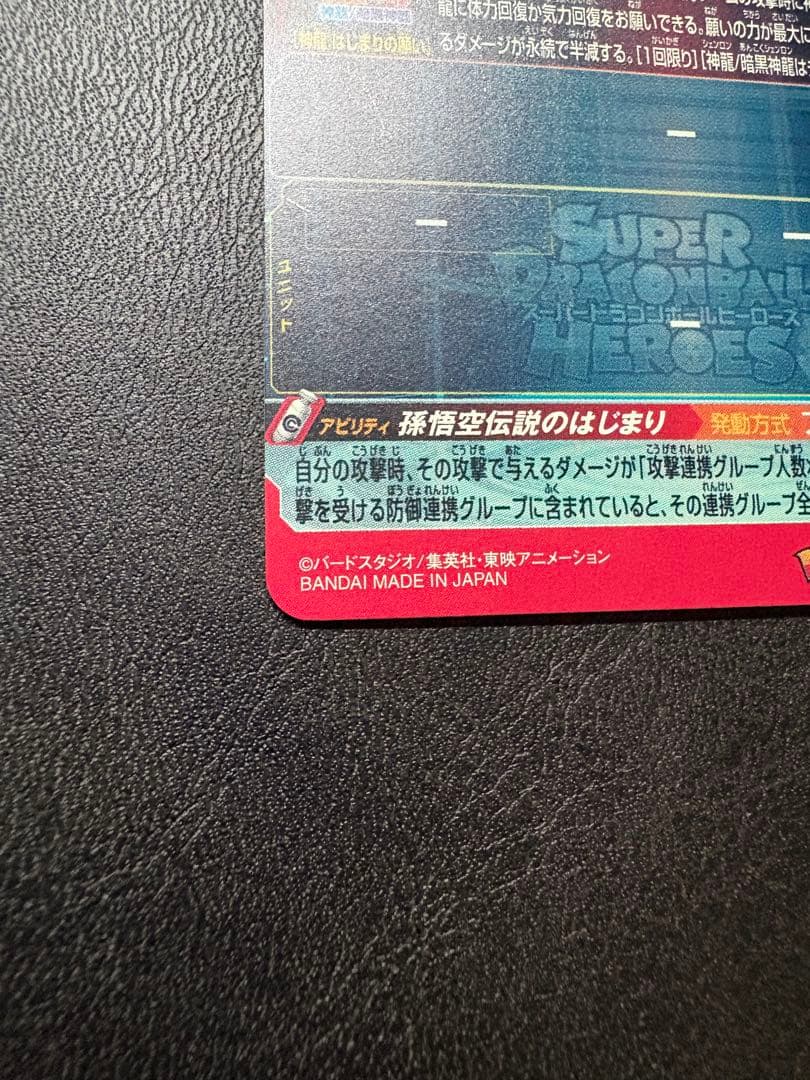 神龍/暗黒神龍
龍に体力回復か気力回復をお願いできる。願いの力が最大に
「神龍」はじまりの願い
るダメージが永続で半減する。[1回限り][神龍/暗黒神龍は
ユニット
SUPER
DRAGONBALL
スーパードラゴンボールヒーローズ
HEROES
アビリティ 孫悟空伝説のはじまり 発動方式
自分の攻撃時、その攻撃で与えるダメージが「攻撃連携グループ人数
撃を受ける防御連携グループに含まれていると、その連携グループ全
©バードスタジオ/集英社・東映アニメーション
BANDAI MADE IN JAPAN